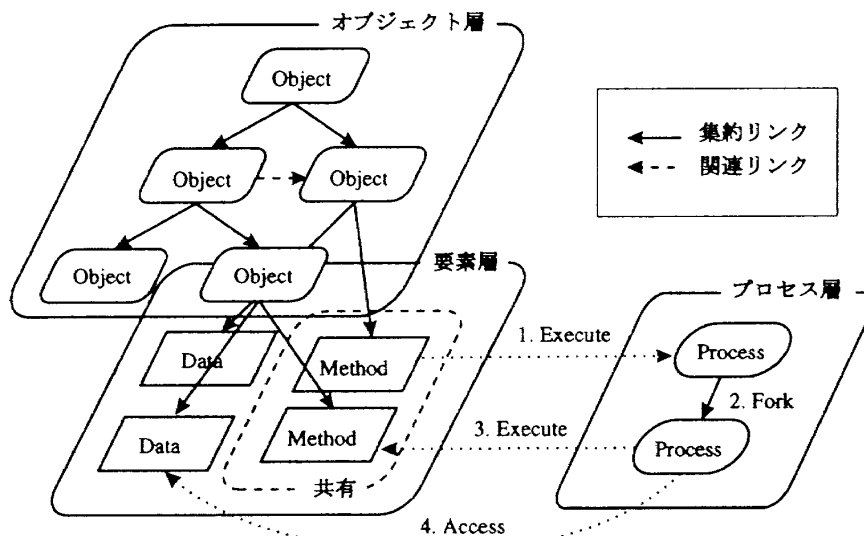 オブジェクト層
Object
集約リンク
関連リンク
Object
Object
Object
Object
要素層
プロセス層
1. Execute
Data
Method
Process
2. Fork
Data
Method
3. Execute
Process
共有
4. Access